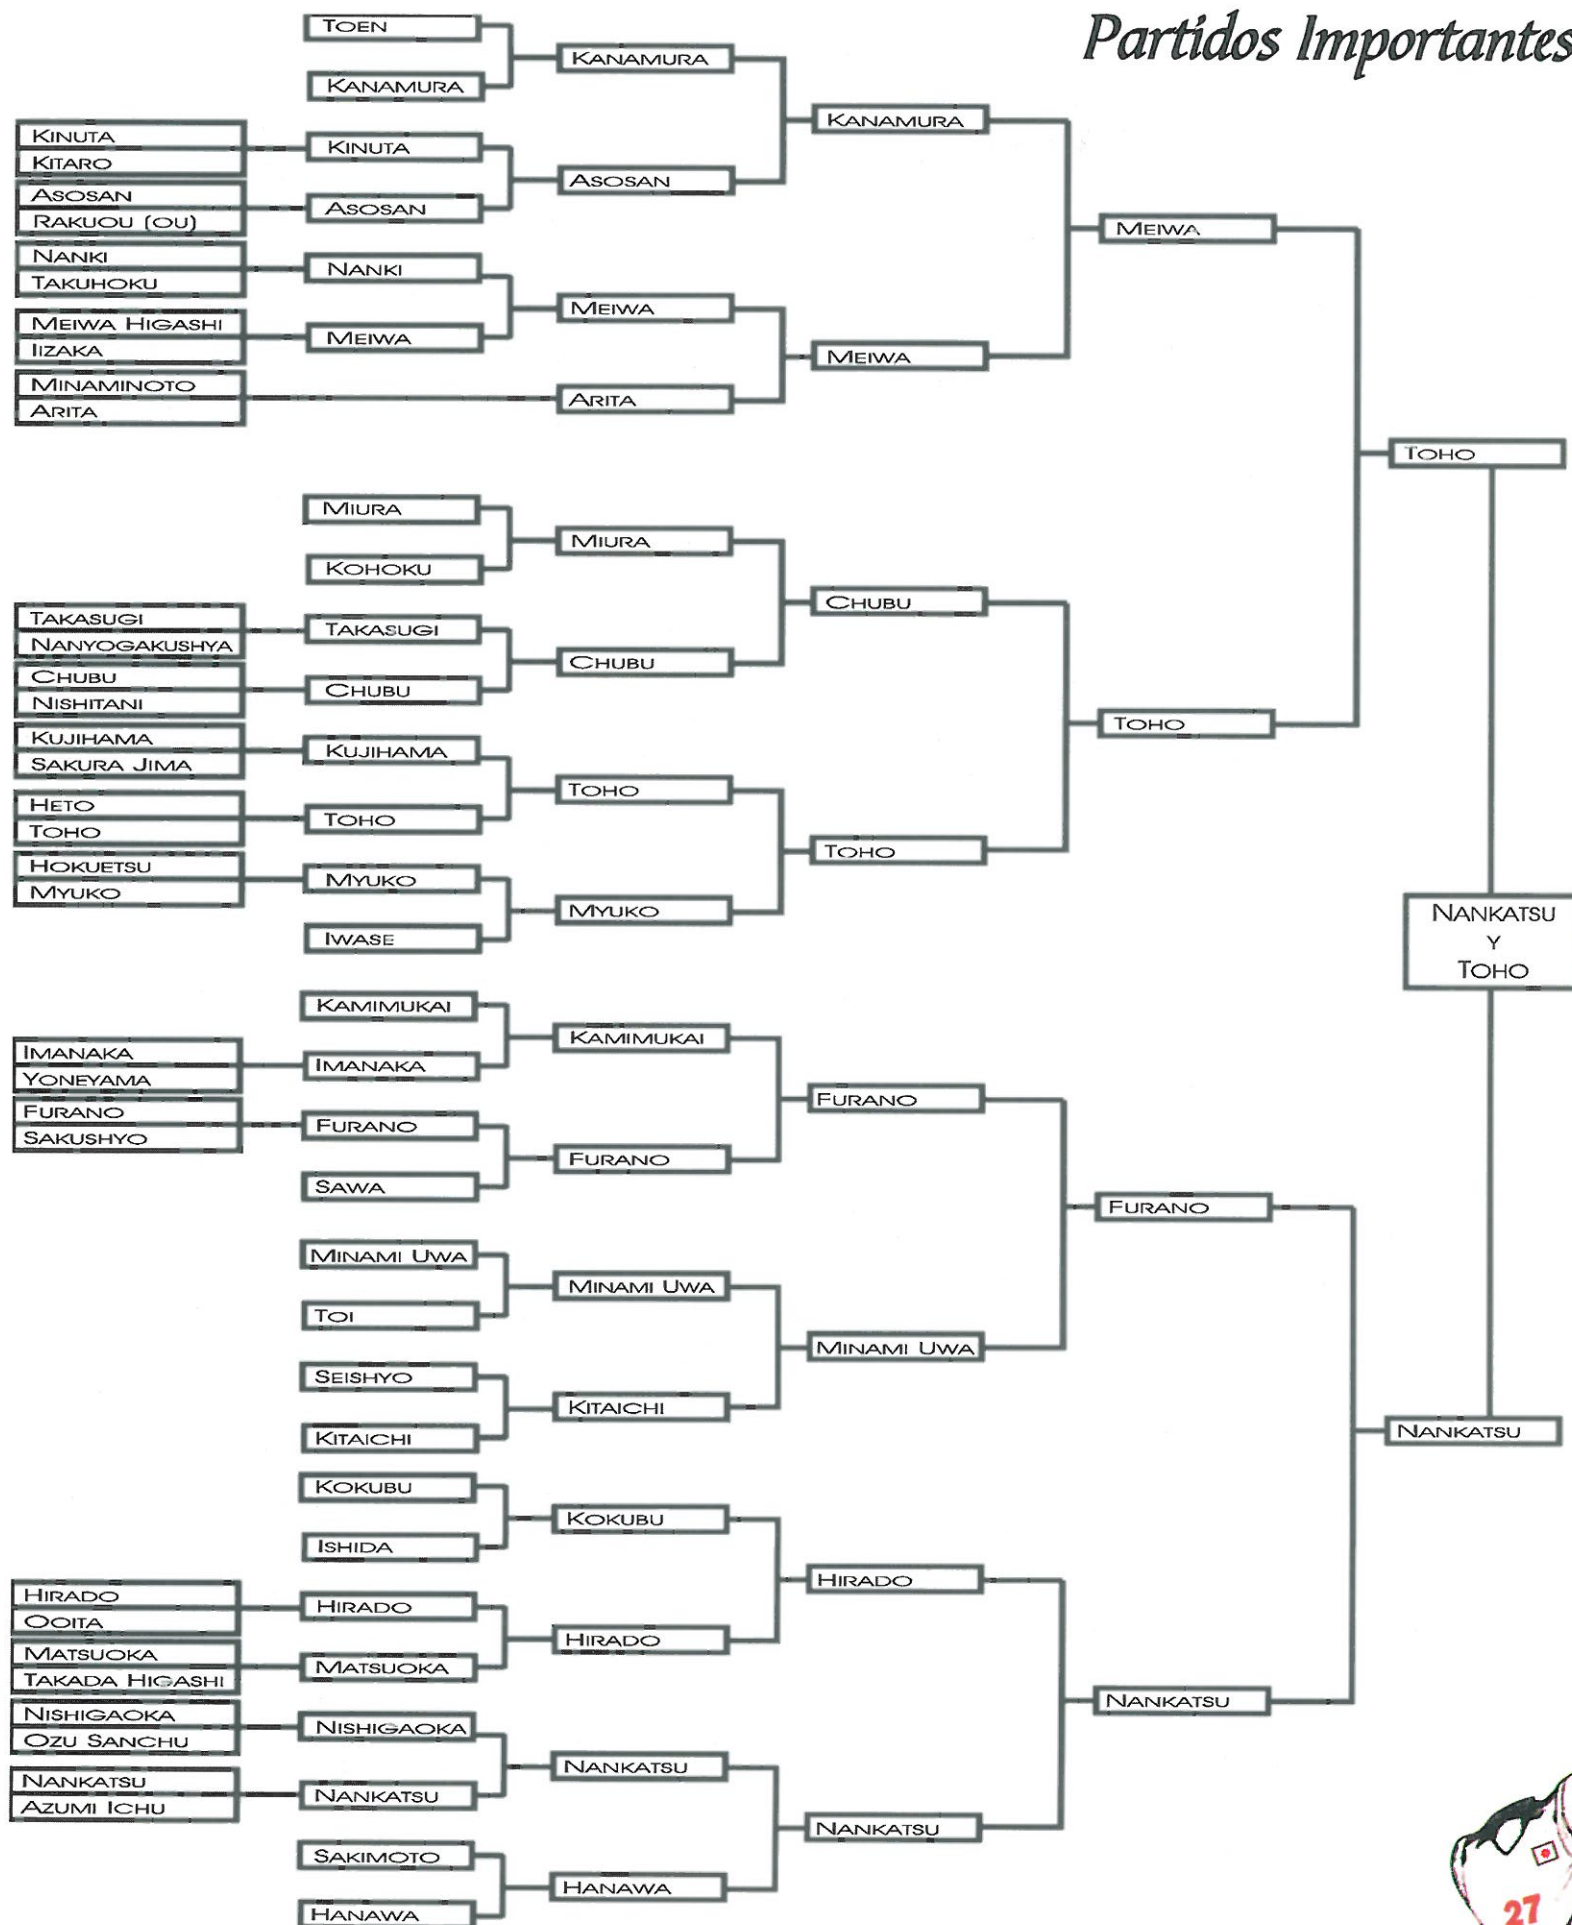 Partidos Importantes
TOEN
KANAMURA
KINUTA
KITARO
ASOSAN
RAKUOU (OU)
NANKI
TAKUHOKU
MEIWA HIGASHI
IIZAKA
MINAMINOTO
ARITA
KINUTA
ASOSAN
NANKI
MEIWA
KANAMURA
ASOSAN
MEIWA
ARITA
KANAMURA
MEIWA
MEIWA
MIURA
KOHOKU
TAKASUGI
NANYOGAKUSHYA
CHUBU
NISHITANI
KUJIHAMA
SAKURA JIMA
HETO
TOHO
HOKUETSU
MYUKO
TAKASUGI
CHUBU
KUJIHAMA
TOHO
MYUKO
IWASE
MIURA
CHUBU
TOHO
MYUKO
CHUBU
TOHO
TOHO
TOHO
NANKATSU
Y
TOHO
KAMIMUKAI
IMANAKA
YONEYAMA
FURANO
SAKUSHYO
IMANAKA
FURANO
SAWA
MINAMI UWA
TOI
SEISHYO
KITAICHI
KAMIMUKAI
FURANO
MINAMI UWA
KITAICHI
FURANO
MINAMI UWA
FURANO
KOKUBU
ISHIDA
HIRADO
OOITA
MATSUOKA
TAKADA HIGASHI
NISHIGAOKA
OZU SANCHU
NANKATSU
AZUMI ICHU
HIRADO
MATSUOKA
NISHIGAOKA
NANKATSU
SAKIMOTO
HANAWA
KOKUBU
HIRADO
NANKATSU
HANAWA
HIRADO
NANKATSU
NANKATSU
NANKATSU
27